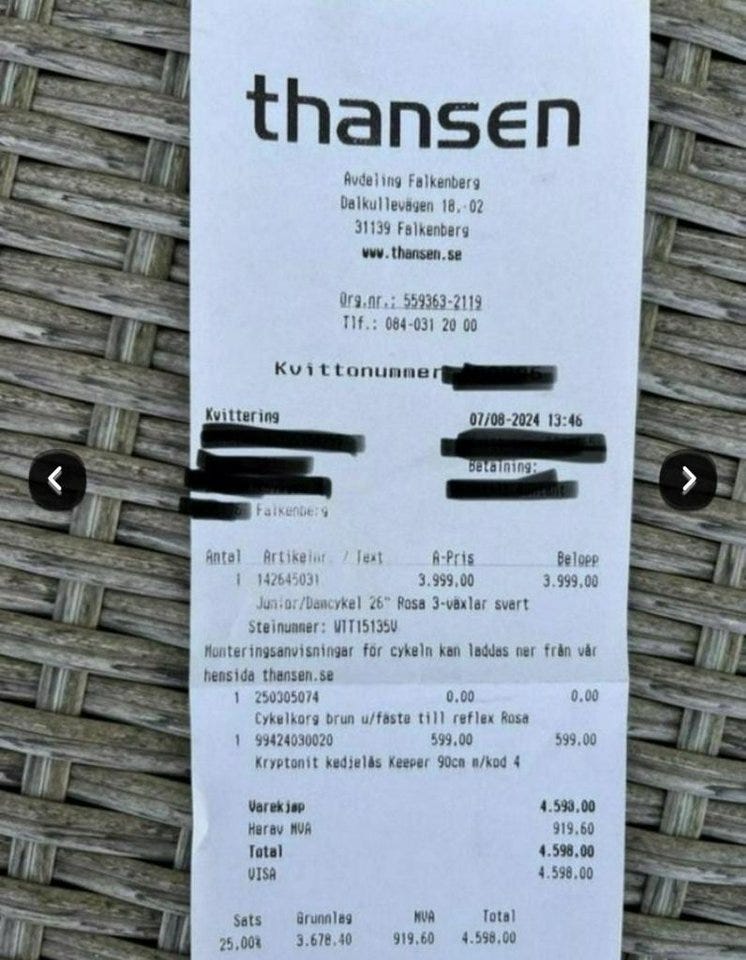 thansen
Avdeling Falkenberg
Dalkullevägen 18,-02
31139 Falkenberg
www.thansen.se
Org.nr.: 559363-2119
Tlf.: 084-031 20 00
Kvittonummer
Kvittering 07/08-2024 13:46
Betalning:
Falkenberg
Antal Artikelnr. / Text A-Pris Belopp
1 142645031 3.999,00 3.999,00
Junior/Damcykel 26" Rosa 3-växlar svart
Stelnummer: WTT15135V
Monteringsanvisningar för cykeln kan laddas ner från vår
hemsida thansen.se
1 250305074 0.00 0.00
Cykelkorg brun u/fäste till reflex Rosa
1 99424030020 599.00 599.00
Kryptonit kedjelås Keeper 90cm m/kod 4
Varekjøp 4.598,00
Herav MVA 919.60
Total 4.598,00
VISA 4.598,00
Sats Grunnlag MVA Total
25,00% 3.678.40 919.60 4.598,00